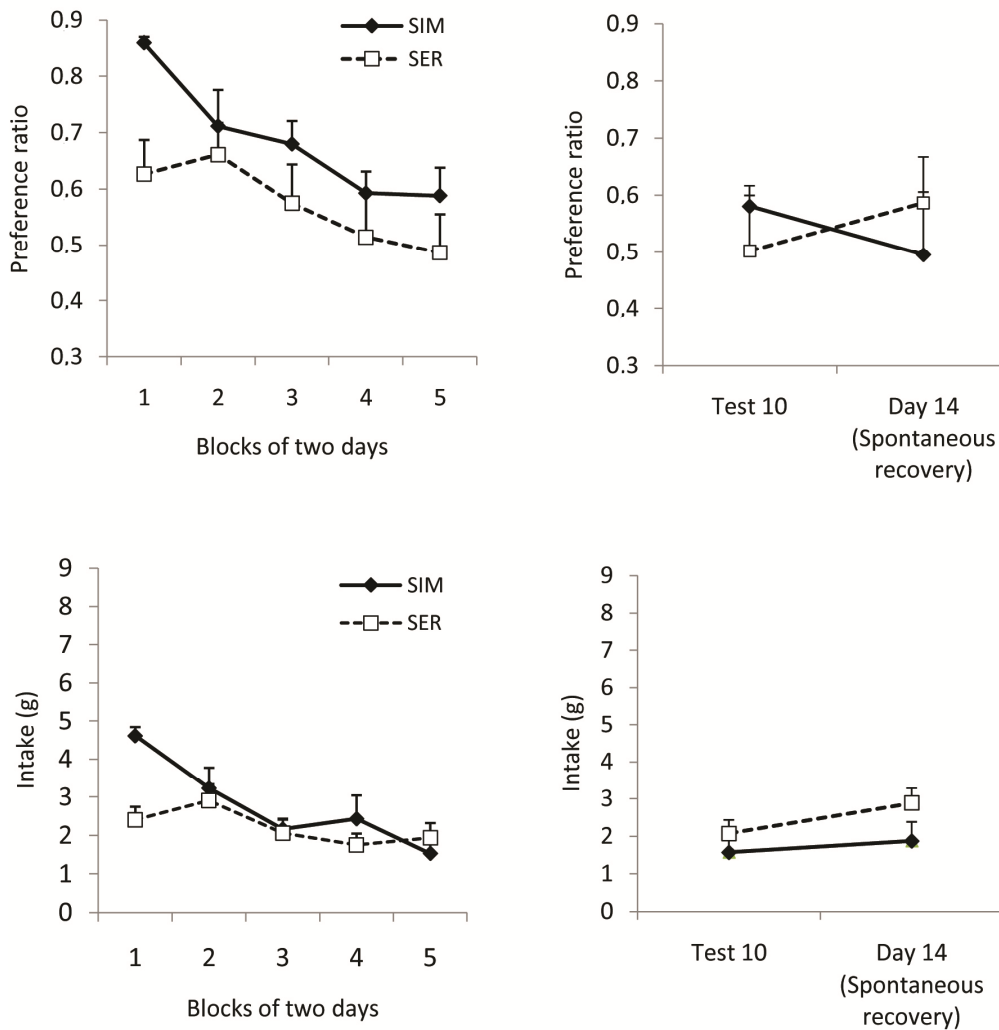 0.9
0.8
0.7
0.6
0.5
0.4
0.3
Preference ratio
SIM
SER
1 2 3 4 5
Blocks of two days
0.9
0.8
0.7
0.6
0.5
0.4
0.3
Preference ratio
Test 10 Day 14
(Spontaneous
recovery)
9
8
7
6
5
4
3
2
1
0
Intake (g)
SIM
SER
1 2 3 4 5
Blocks of two days
9
8
7
6
5
4
3
2
1
0
Intake (g)
Test 10 Day 14
(Spontaneous
recovery)